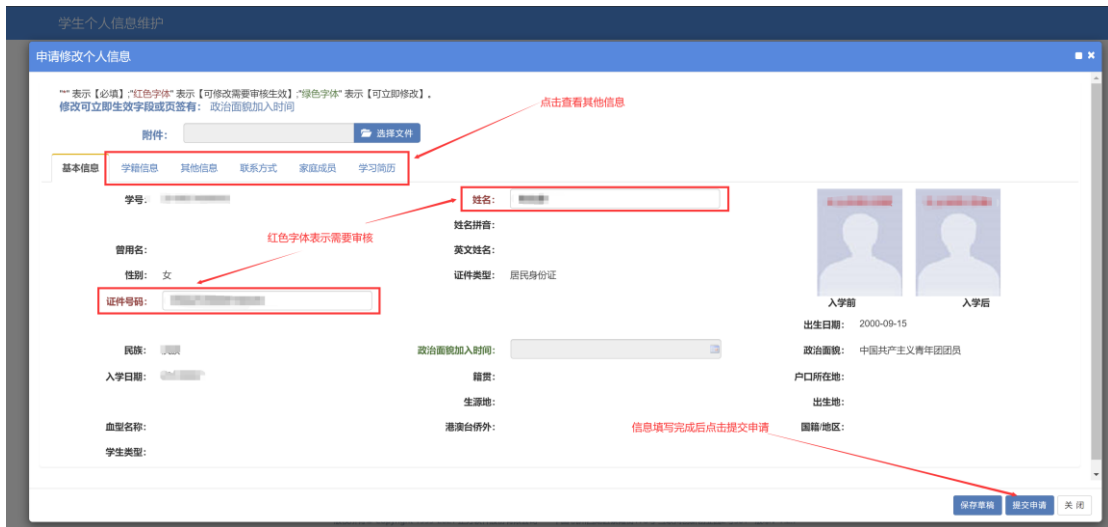 学生个人信息维护
申请修改个人信息
"*" 表示【必填】;"红色字体" 表示【可修改需要审核生效】;"绿色字体" 表示【可立即修改】。
修改可立即生效字段或页签有： 政治面貌加入时间
点击查看其他信息
附件： 选择文件
基本信息 学籍信息 其他信息 联系方式 家庭成员 学习简历
学号： 姓名：
姓名拼音：
红色字体表示需要审核
曾用名： 英文姓名：
性别： 女 证件类型： 居民身份证
证件号码： 入学前 入学后
出生日期： 2000-09-15
民族： 政治面貌加入时间： 政治面貌： 中国共产主义青年团团员
入学日期： 籍贯： 户口所在地：
生源地： 出生地：
血型名称： 港澳台侨外： 信息填写完成后点击提交申请 国籍/地区：
学生类型：
保存草稿 提交申请 关闭